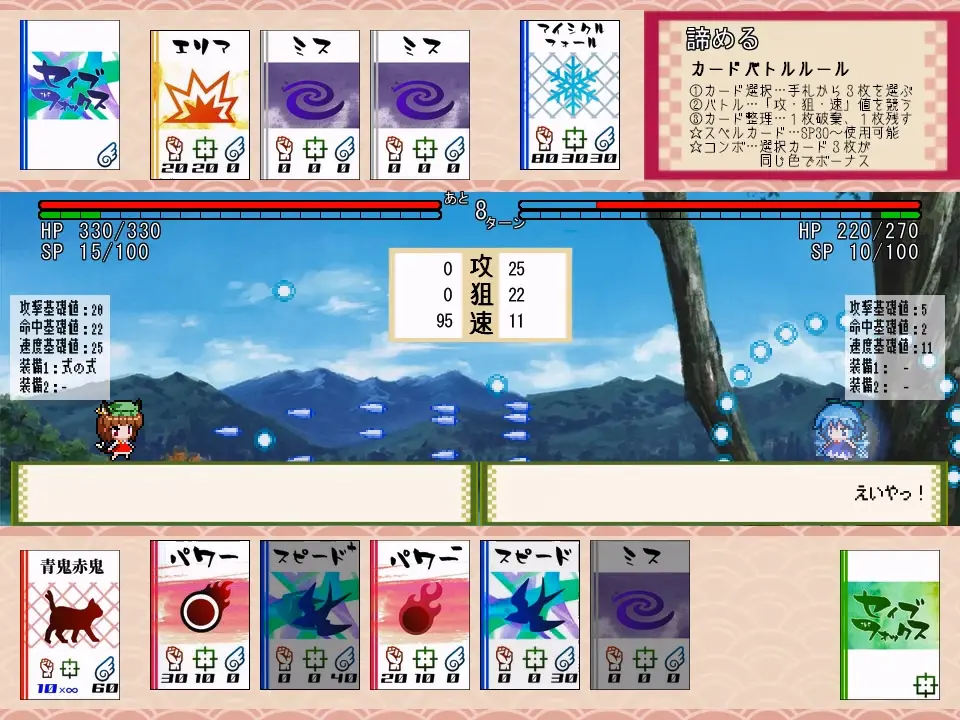 セイブ
フォックス
エリア
20 20 0
ミス
0 0 0
ミス
0 0 0
アイシクル
フォール
80 30 30
諦める
カードバトルルール
①カード選択…手札から3枚を選ぶ
②バトル…「攻・狙・速」値を競う
③カード整理…1枚破棄、1枚残す
☆スペルカード…SP30～使用可能
☆コンボ…選択カード3枚が
同じ色でボーナス
あと
8
ターン
HP 330/330
SP 15/100
HP 220/270
SP 10/100
0 攻 25
0 狙 22
95 速 11
攻撃基礎値:20
命中基礎値:22
速度基礎値:25
装備1:式の式
装備2:-
攻撃基礎値:5
命中基礎値:2
速度基礎値:11
装備1: -
装備2: -
えいやっ!
青鬼赤鬼
10×∞ 60
パワー
30 10 0
スピード+
0 0 40
パワー
20 10 0
スピード
0 0 30
ミス
0 0 0
セイブ
フォックス